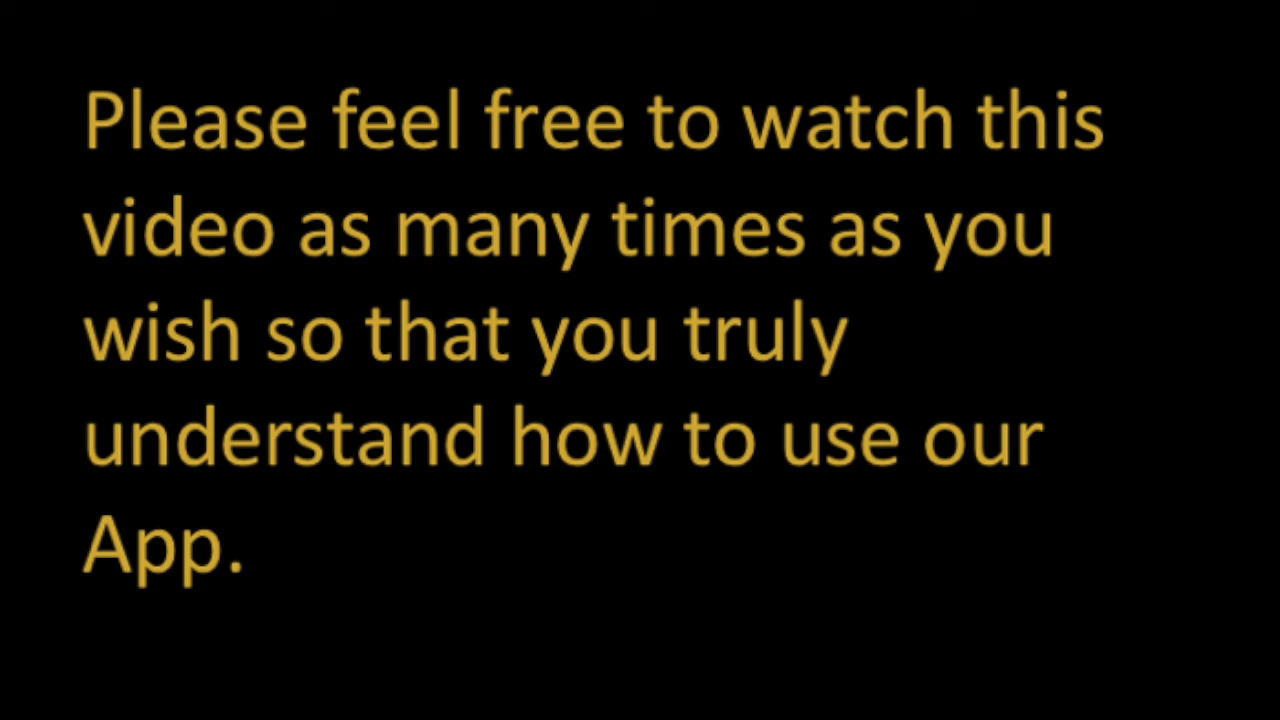 Please feel free to watch this
video as many times as you
wish so that you truly
understand how to use our
App.